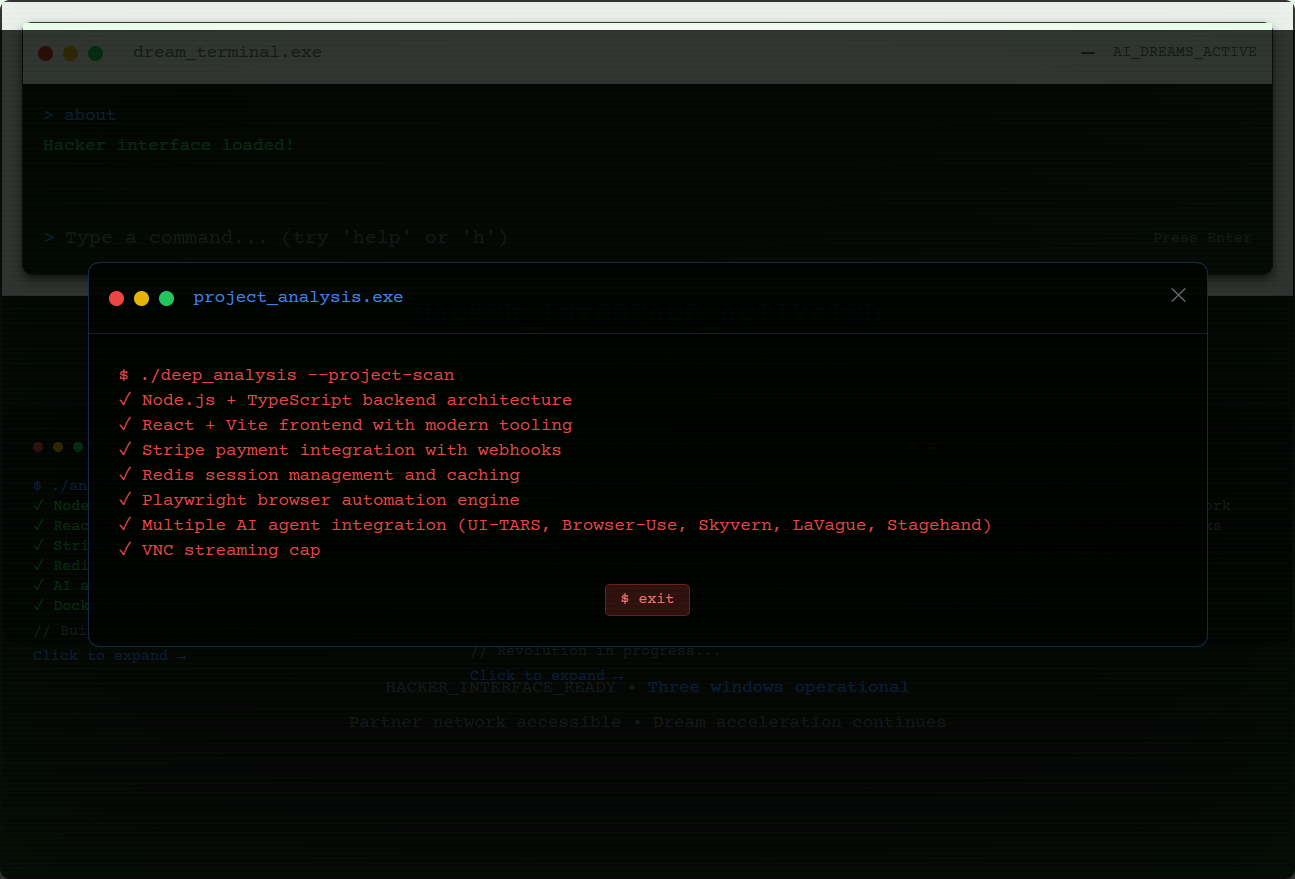 dream_terminal.exe
— AI_DREAMS_ACTIVE
> about
Hacker interface loaded!
> Type a command... (try 'help' or 'h')
Press Enter
project_analysis.exe
$ ./deep_analysis --project-scan
✓ Node.js + TypeScript backend architecture
✓ React + Vite frontend with modern tooling
✓ Stripe payment integration with webhooks
✓ Redis session management and caching
✓ Playwright browser automation engine
✓ Multiple AI agent integration (UI-TARS, Browser-Use, Skyvern, LaVague, Stagehand)
✓ VNC streaming cap
$ exit
$ ./an
✓ Node
✓ Reac
✓ Stri
✓ Redi
✓ AI a
✓ Dock
// Bui
Click to expand →
// Revolution in progress...
Click to expand →
HACKER_INTERFACE_READY • Three windows operational
Partner network accessible • Dream acceleration continues